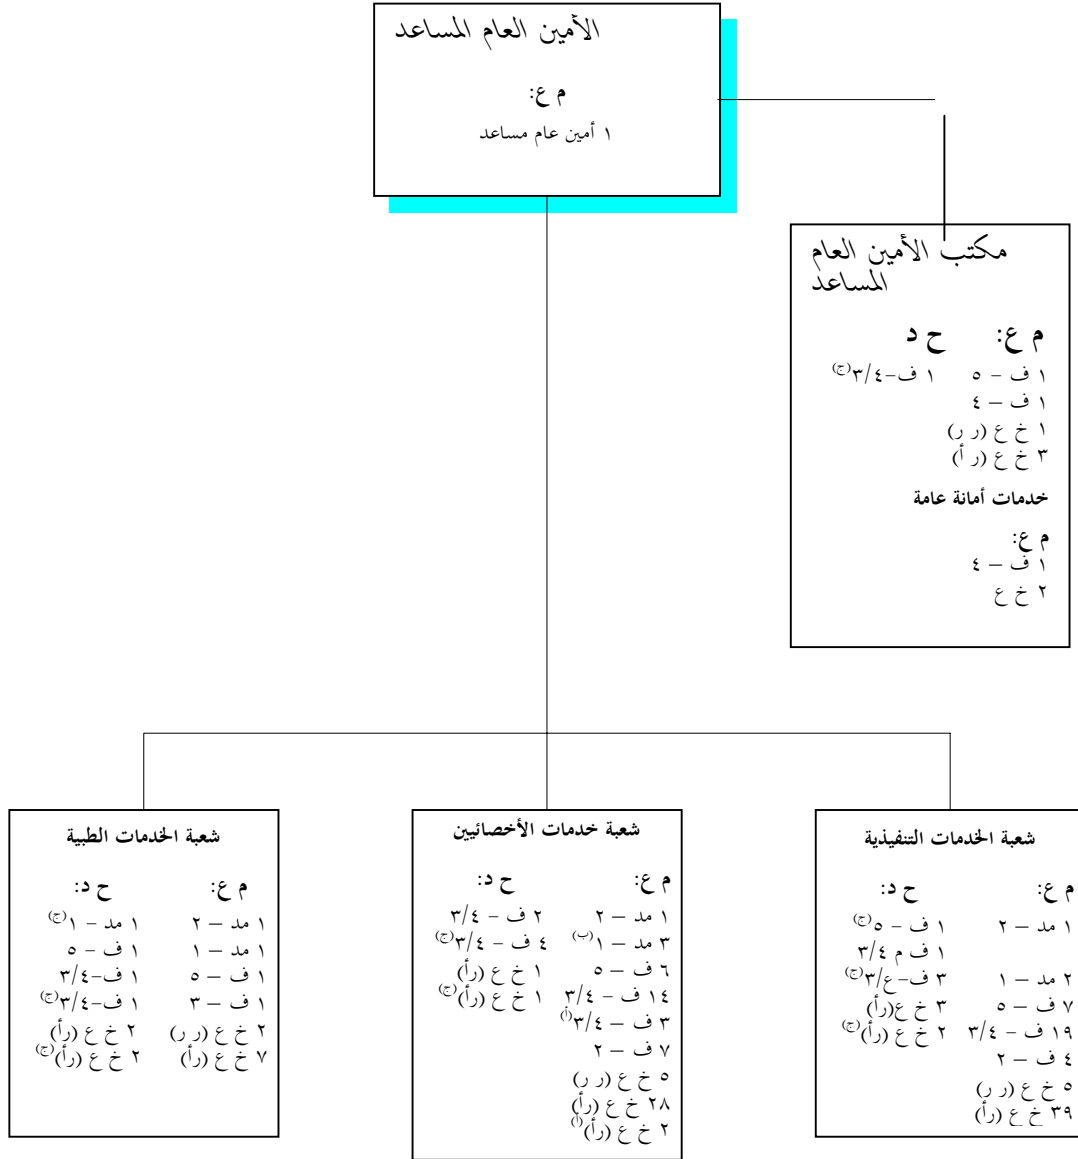 الأمين العام المساعد
م ع:
١ أمين عام مساعد
مكتب الأمين العام
المساعد
م ع: ح د
١ ف – ٥ ١ ف–٣/٤(ج)
١ ف – ٤
١ خ ع (ر ر)
٣ خ ع (ر أ)
خدمات أمانة عامة
م ع:
١ ف – ٤
٢ خ ع
شعبة الخدمات التنفيذية
م ع: ح د:
١ مد – ٢ ١ ف – ٥(ج)
١ ف م ٣/٤
٢ مد – ١ ٣ ف–ع/٣(ج)
٧ ف – ٥ ٣ خ ع(رأ)
١٩ ف – ٣/٤ ٢ خ ع (رأ)(ج)
٤ ف – ٢
٥ خ ع (ر ر)
٣٩ خ ع (رأ)
شعبة خدمات الأخصائيين
م ع: ح د:
١ مد – ٢ ٢ ف – ٣/٤
٣ مد – ١(ب) ٤ ف – ٣/٤(ج)
٦ ف – ٥ ١ خ ع (رأ)
١٤ ف – ٣/٤ ١ خ ع (رأ)(ج)
٣ ف – ٣/٤(أ)
٧ ف – ٢
٥ خ ع (ر ر)
٢٨ خ ع (رأ)
٢ خ ع (رأ)(أ)
شعبة الخدمات الطبية
م ع: ح د:
١ مد – ٢ ١ مد – ١(ج)
١ مد – ١ ١ ف – ٥
١ ف – ٥ ١ ف–٣/٤
١ ف – ٣ ١ ف–٣/٤(ج)
٢ خ ع (ر ر) ٢ خ ع (رأ)
٧ خ ع (رأ) ٢ خ ع (رأ)(ج)